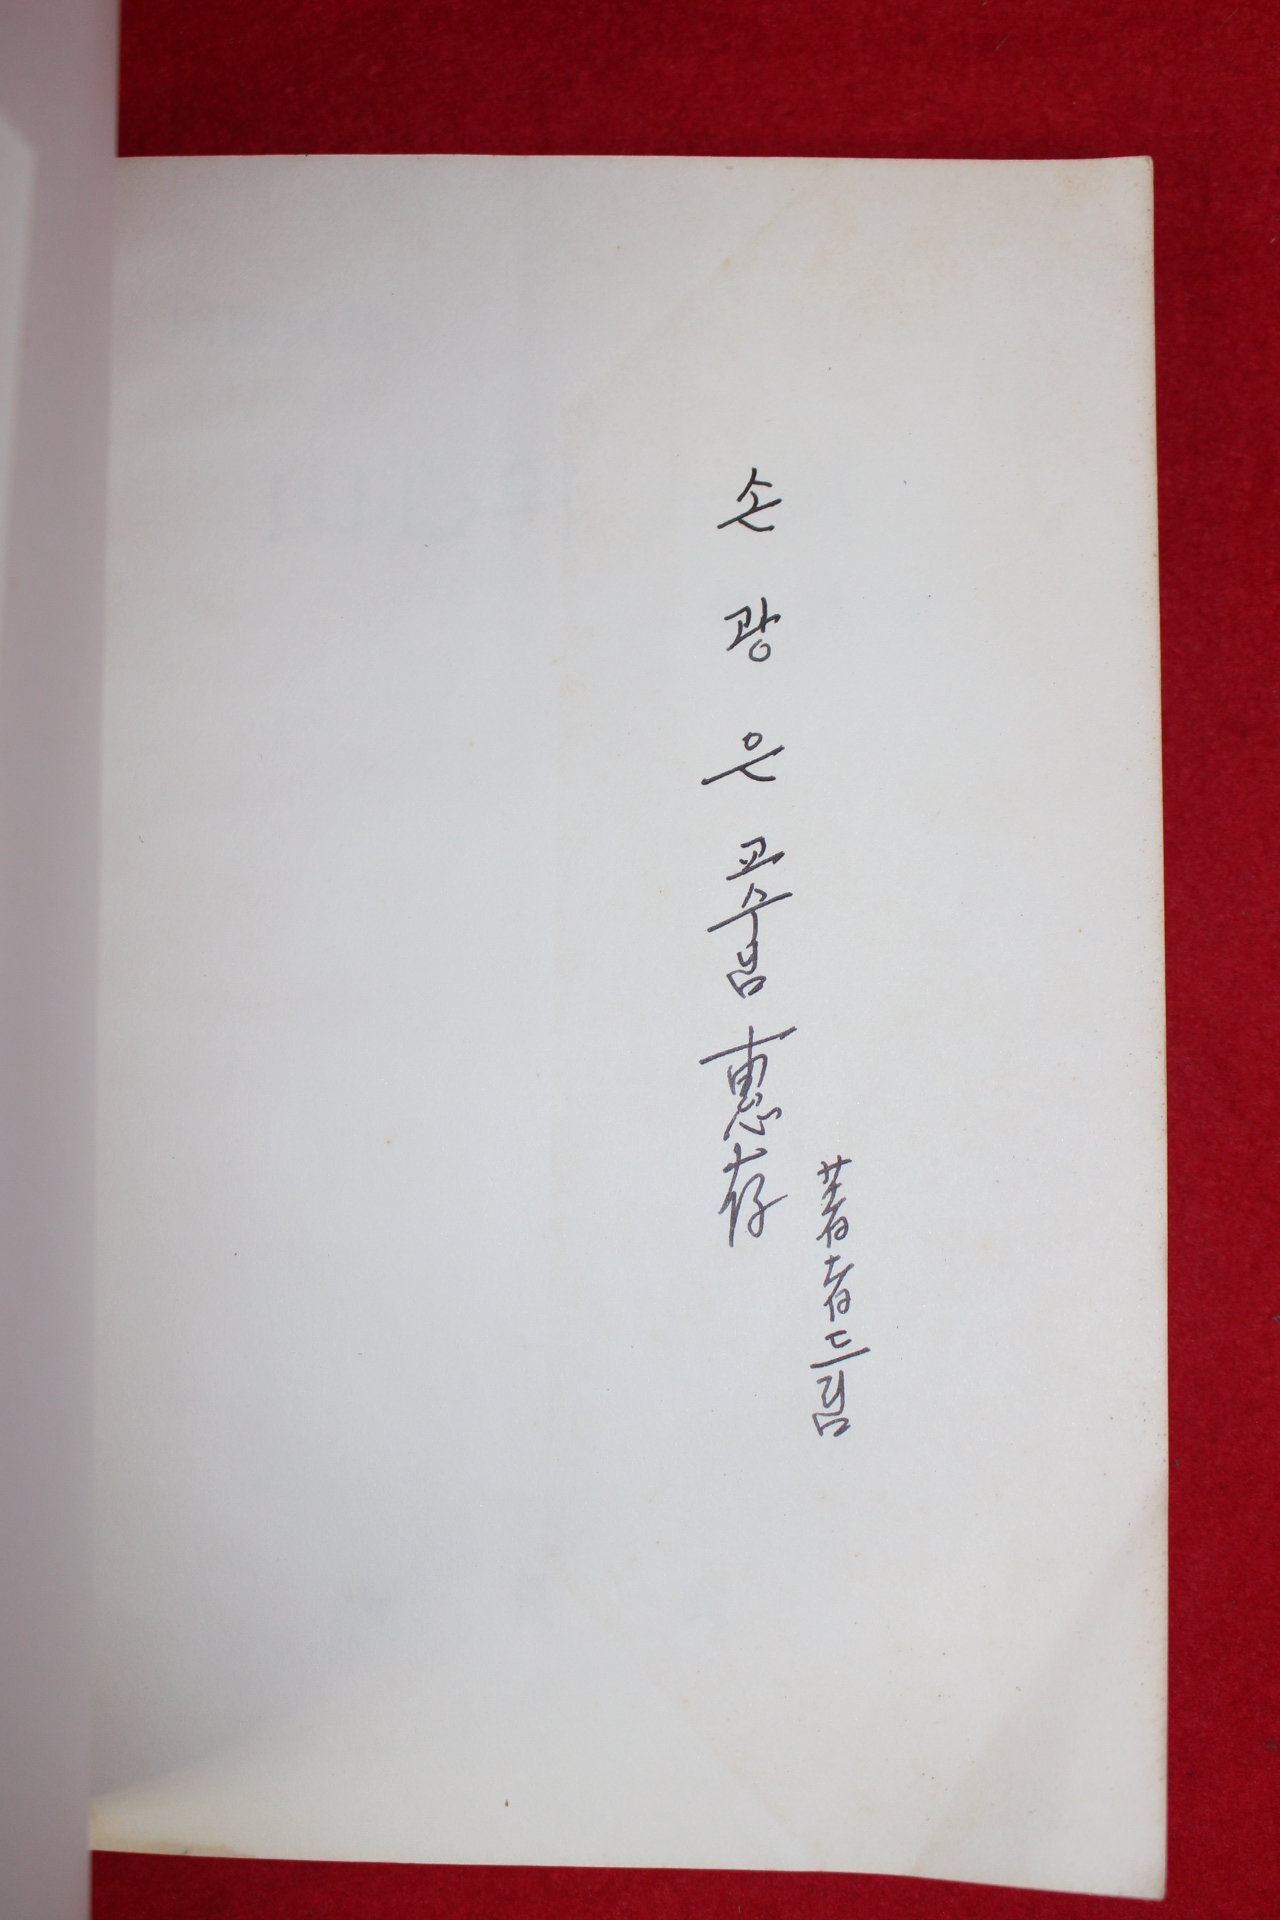 손광은 교수님 惠存
著者 드림